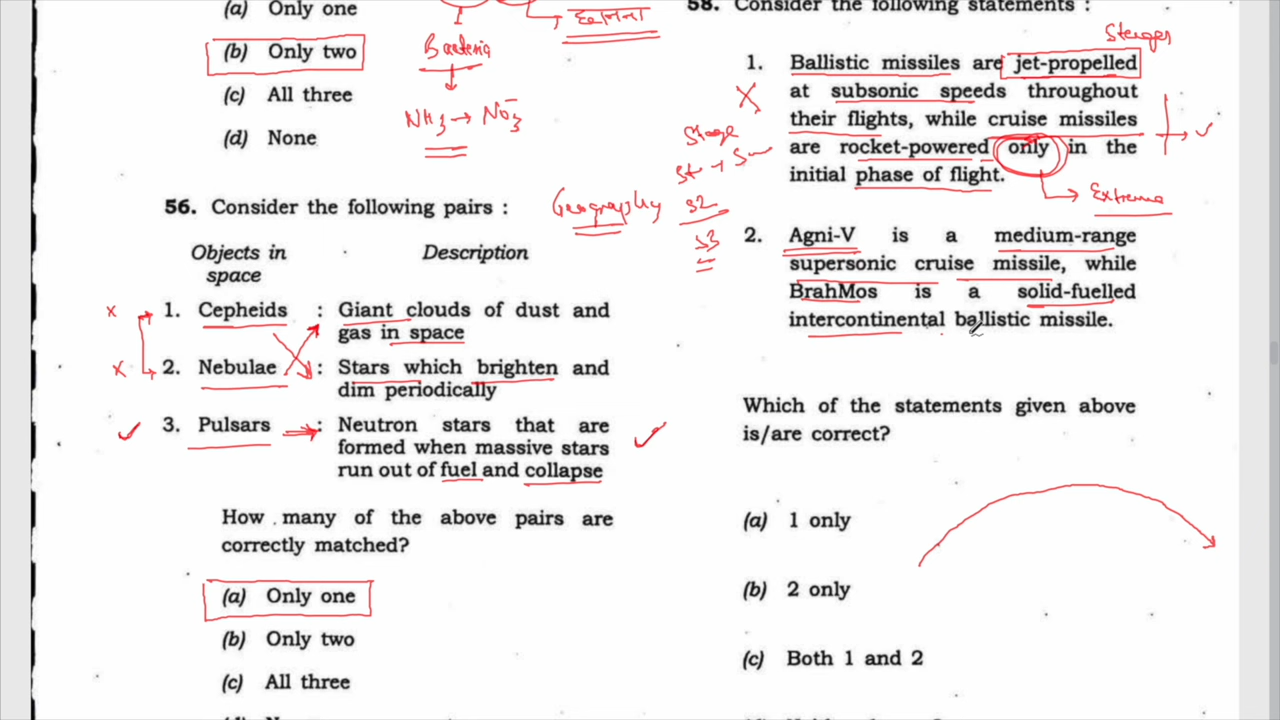 (a) Only one
(b) Only two
(c) All three
(d) None
Bacteria
NH3 → NO3-
56. Consider the following pairs :
Geography
Objects in space
Description
1. Cepheids : Giant clouds of dust and
gas in space
2. Nebulae : Stars which brighten and
dim periodically
3. Pulsars : Neutron stars that are
formed when massive stars
run out of fuel and collapse
How many of the above pairs are
correctly matched?
(a) Only one
(b) Only two
(c) All three
58. Consider the following statements :
Stages
1. Ballistic missiles are jet-propelled
at subsonic speeds throughout
their flights, while cruise missiles
are rocket-powered only in the
initial phase of flight.
Extreme
Stage
S2
S3
2. Agni-V is a medium-range
supersonic cruise missile, while
BrahMos is a solid-fuelled
intercontinental ballistic missile.
Which of the statements given above
is/are correct?
(a) 1 only
(b) 2 only
(c) Both 1 and 2